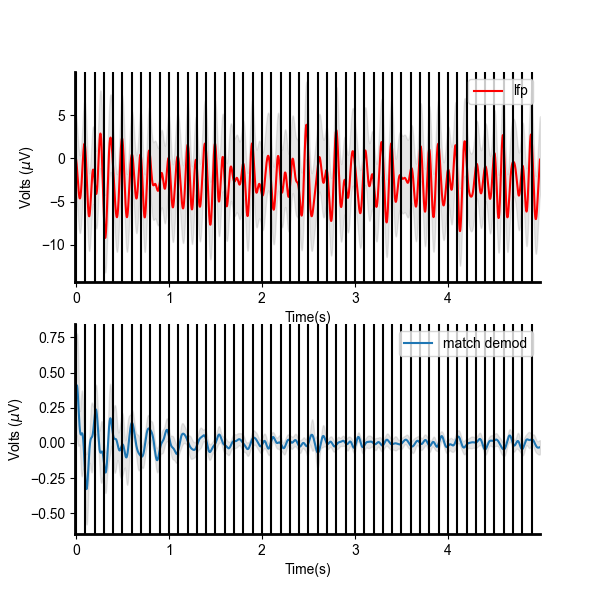 lfp
Volts (μV)
5
0
−5
−10
0 1 2 3 4
Time(s)
match demod
Volts (μV)
0.75
0.50
0.25
0.00
−0.25
−0.50
0 1 2 3 4
Time(s)